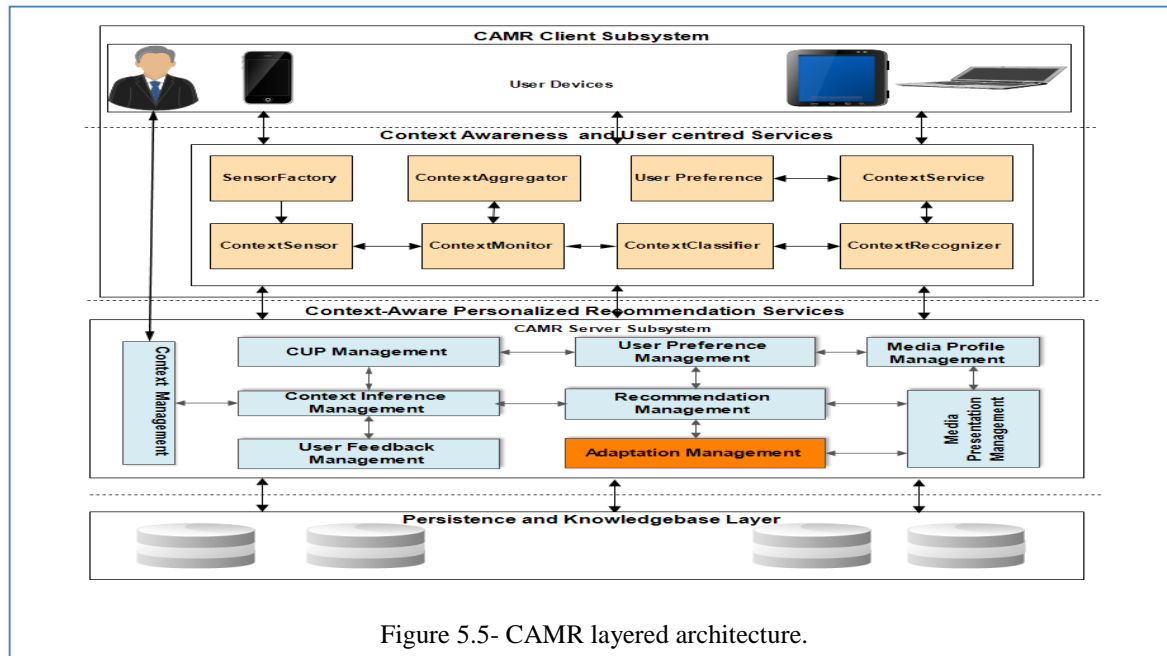 CAMR Client Subsystem
User Devices
Context Awareness and User centred Services
SensorFactory
ContextAggregator
User Preference
ContextService
ContextSensor
ContextMonitor
ContextClassifier
ContextRecognizer
Context-Aware Personalized Recommendation Services
CAMR Server Subsystem
Context Management
CUP Management
User Preference
Management
Media Profile
Management
Context Inference
Management
Recommendation
Management
Media
Presentation
Management
User Feedback
Management
Adaptation Management
Persistence and Knowledgebase Layer
Figure 5.5- CAMR layered architecture.